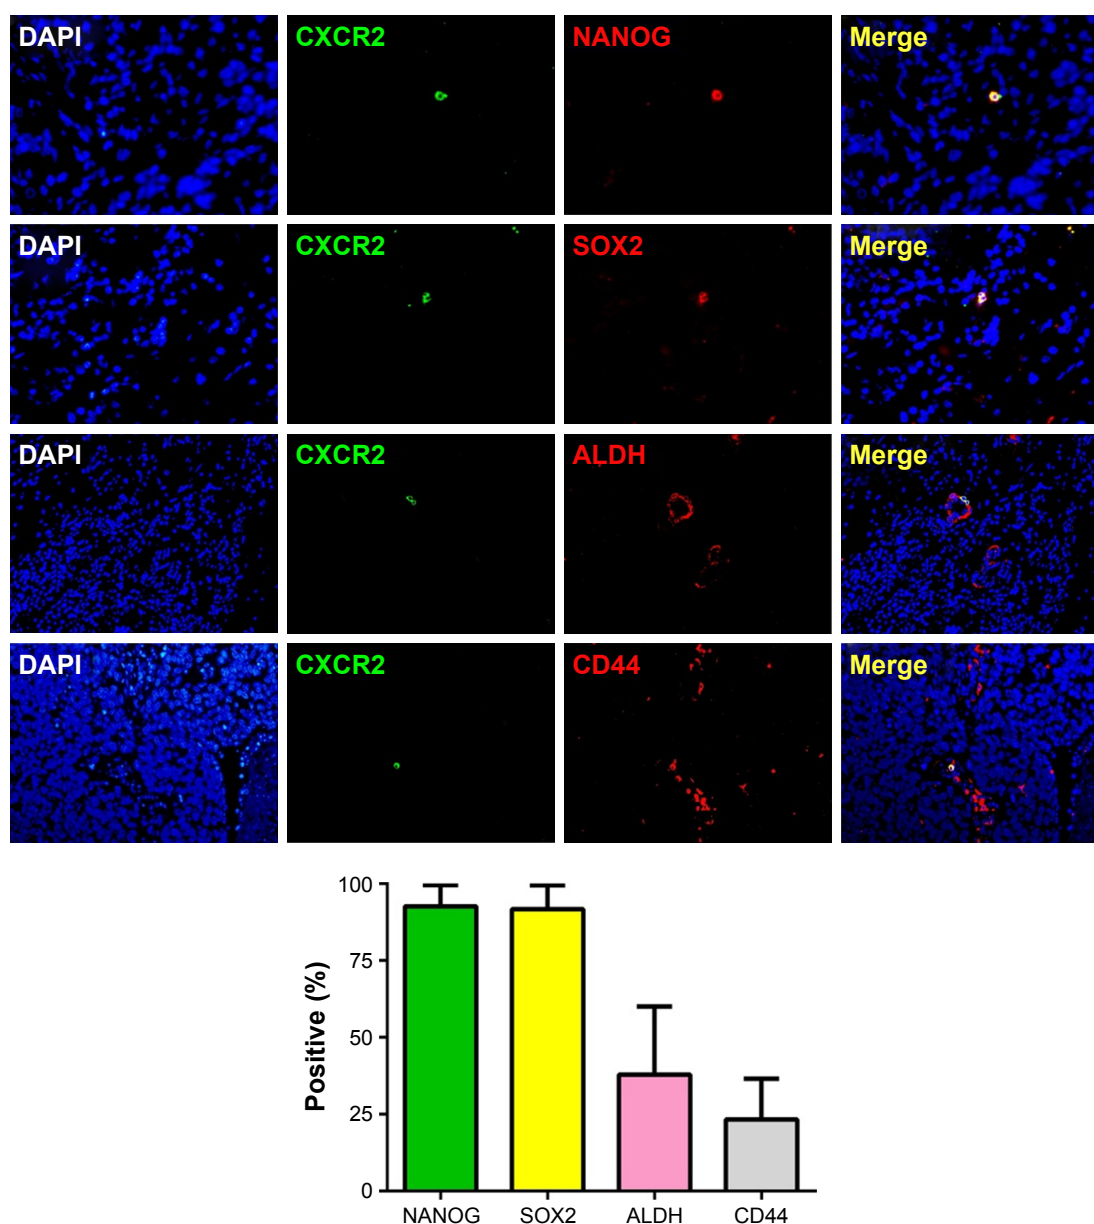 DAPI CXCR2 NANOG Merge
DAPI CXCR2 SOX2 Merge
DAPI CXCR2 ALDH Merge
DAPI CXCR2 CD44 Merge
Positive (%)
100
75
50
25
0
NANOG SOX2 ALDH CD44